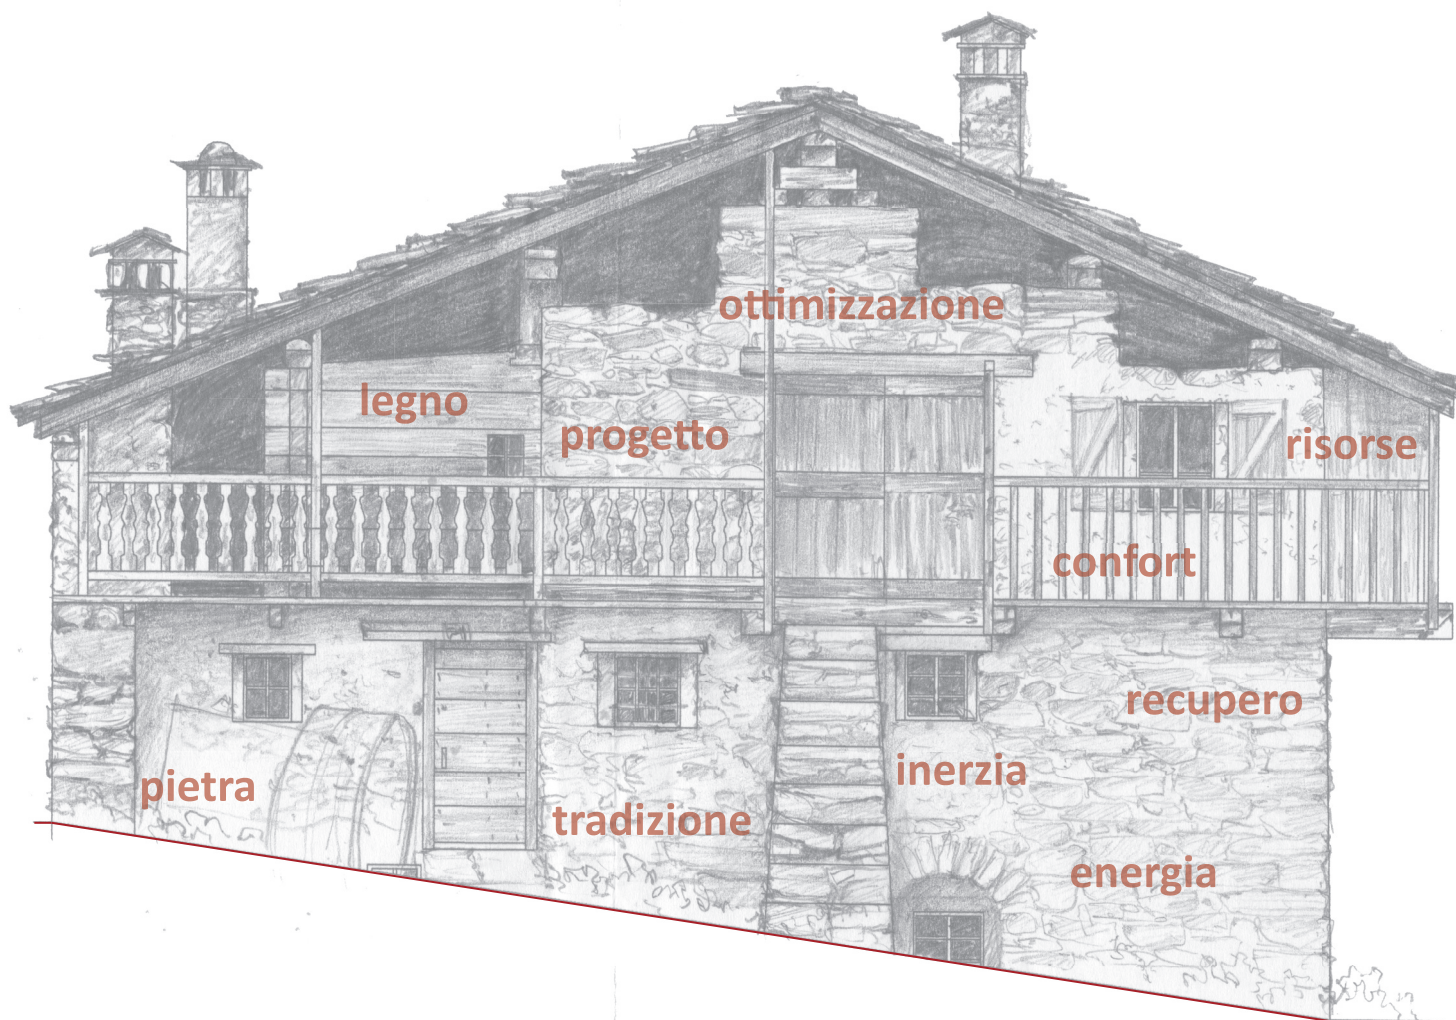 ottimizzazione
legno
progetto
risorse
confort
recupero
inerzia
pietra
tradizione
energia